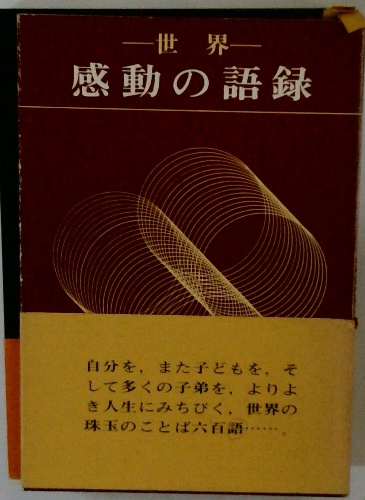 ―世 界―
感動の語録
自分を，また子どもを，そ
して多くの子弟を，よりよ
き人生にみちびく，世界の
珠玉のことば六百語……。